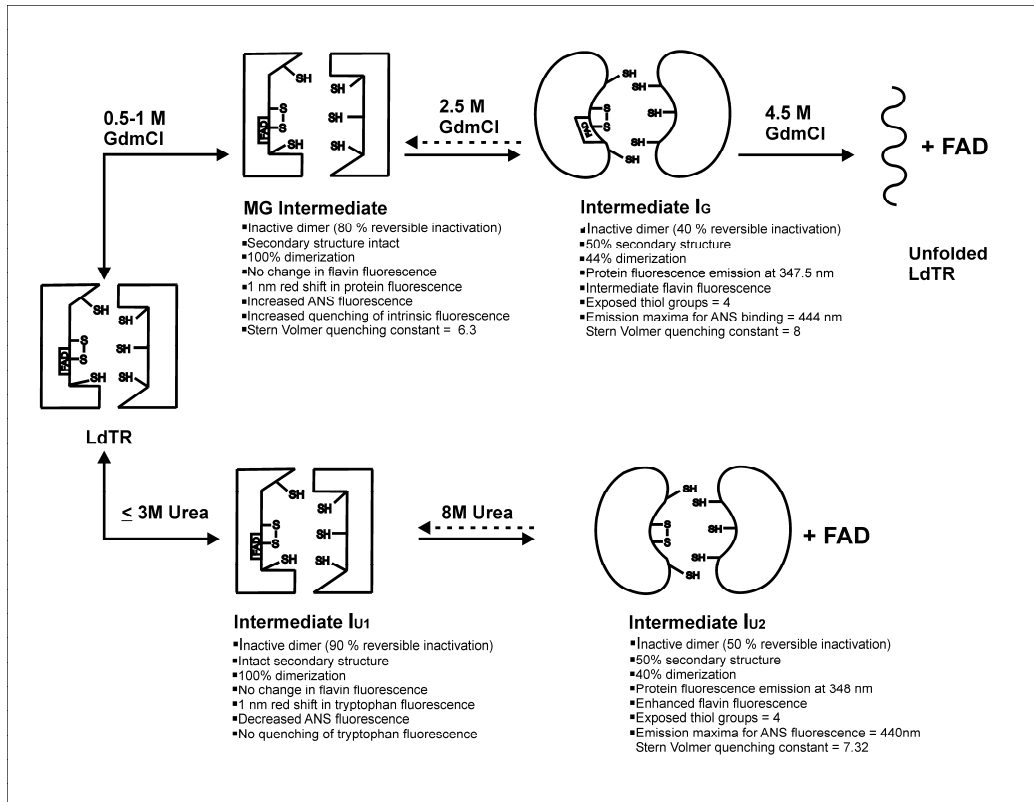 0.5-1 M
GdmCl
SH
S
S
FAD
SH
SH
SH
SH
2.5 M
GdmCl
SH
S
S
FAD
SH
SH
SH
SH
4.5 M
GdmCl
+ FAD
Unfolded
LdTR
MG Intermediate
▪Inactive dimer (80 % reversible inactivation)
▪Secondary structure intact
▪100% dimerization
▪No change in flavin fluorescence
▪1 nm red shift in protein fluorescence
▪Increased ANS fluorescence
▪Increased quenching of intrinsic fluorescence
▪Stern Volmer quenching constant = 6.3
Intermediate IG
▪Inactive dimer (40 % reversible inactivation)
▪50% secondary structure
▪44% dimerization
▪Protein fluorescence emission at 347.5 nm
▪Intermediate flavin fluorescence
▪Exposed thiol groups = 4
▪Emission maxima for ANS binding = 444 nm
Stern Volmer quenching constant = 8
SH
S
S
FAD
SH
SH
SH
SH
LdTR
≤ 3M Urea
SH
S
S
FAD
SH
SH
SH
SH
8M Urea
SH
S
S
SH
SH
SH
SH
+ FAD
Intermediate IU1
▪Inactive dimer (90 % reversible inactivation)
▪Intact secondary structure
▪100% dimerization
▪No change in flavin fluorescence
▪1 nm red shift in tryptophan fluorescence
▪Decreased ANS fluorescence
▪No quenching of tryptophan fluorescence
Intermediate IU2
▪Inactive dimer (50 % reversible inactivation)
▪50% secondary structure
▪40% dimerization
▪Protein fluorescence emission at 348 nm
▪Enhanced flavin fluorescence
▪Exposed thiol groups = 4
▪Emission maxima for ANS fluorescence = 440nm
Stern Volmer quenching constant = 7.32